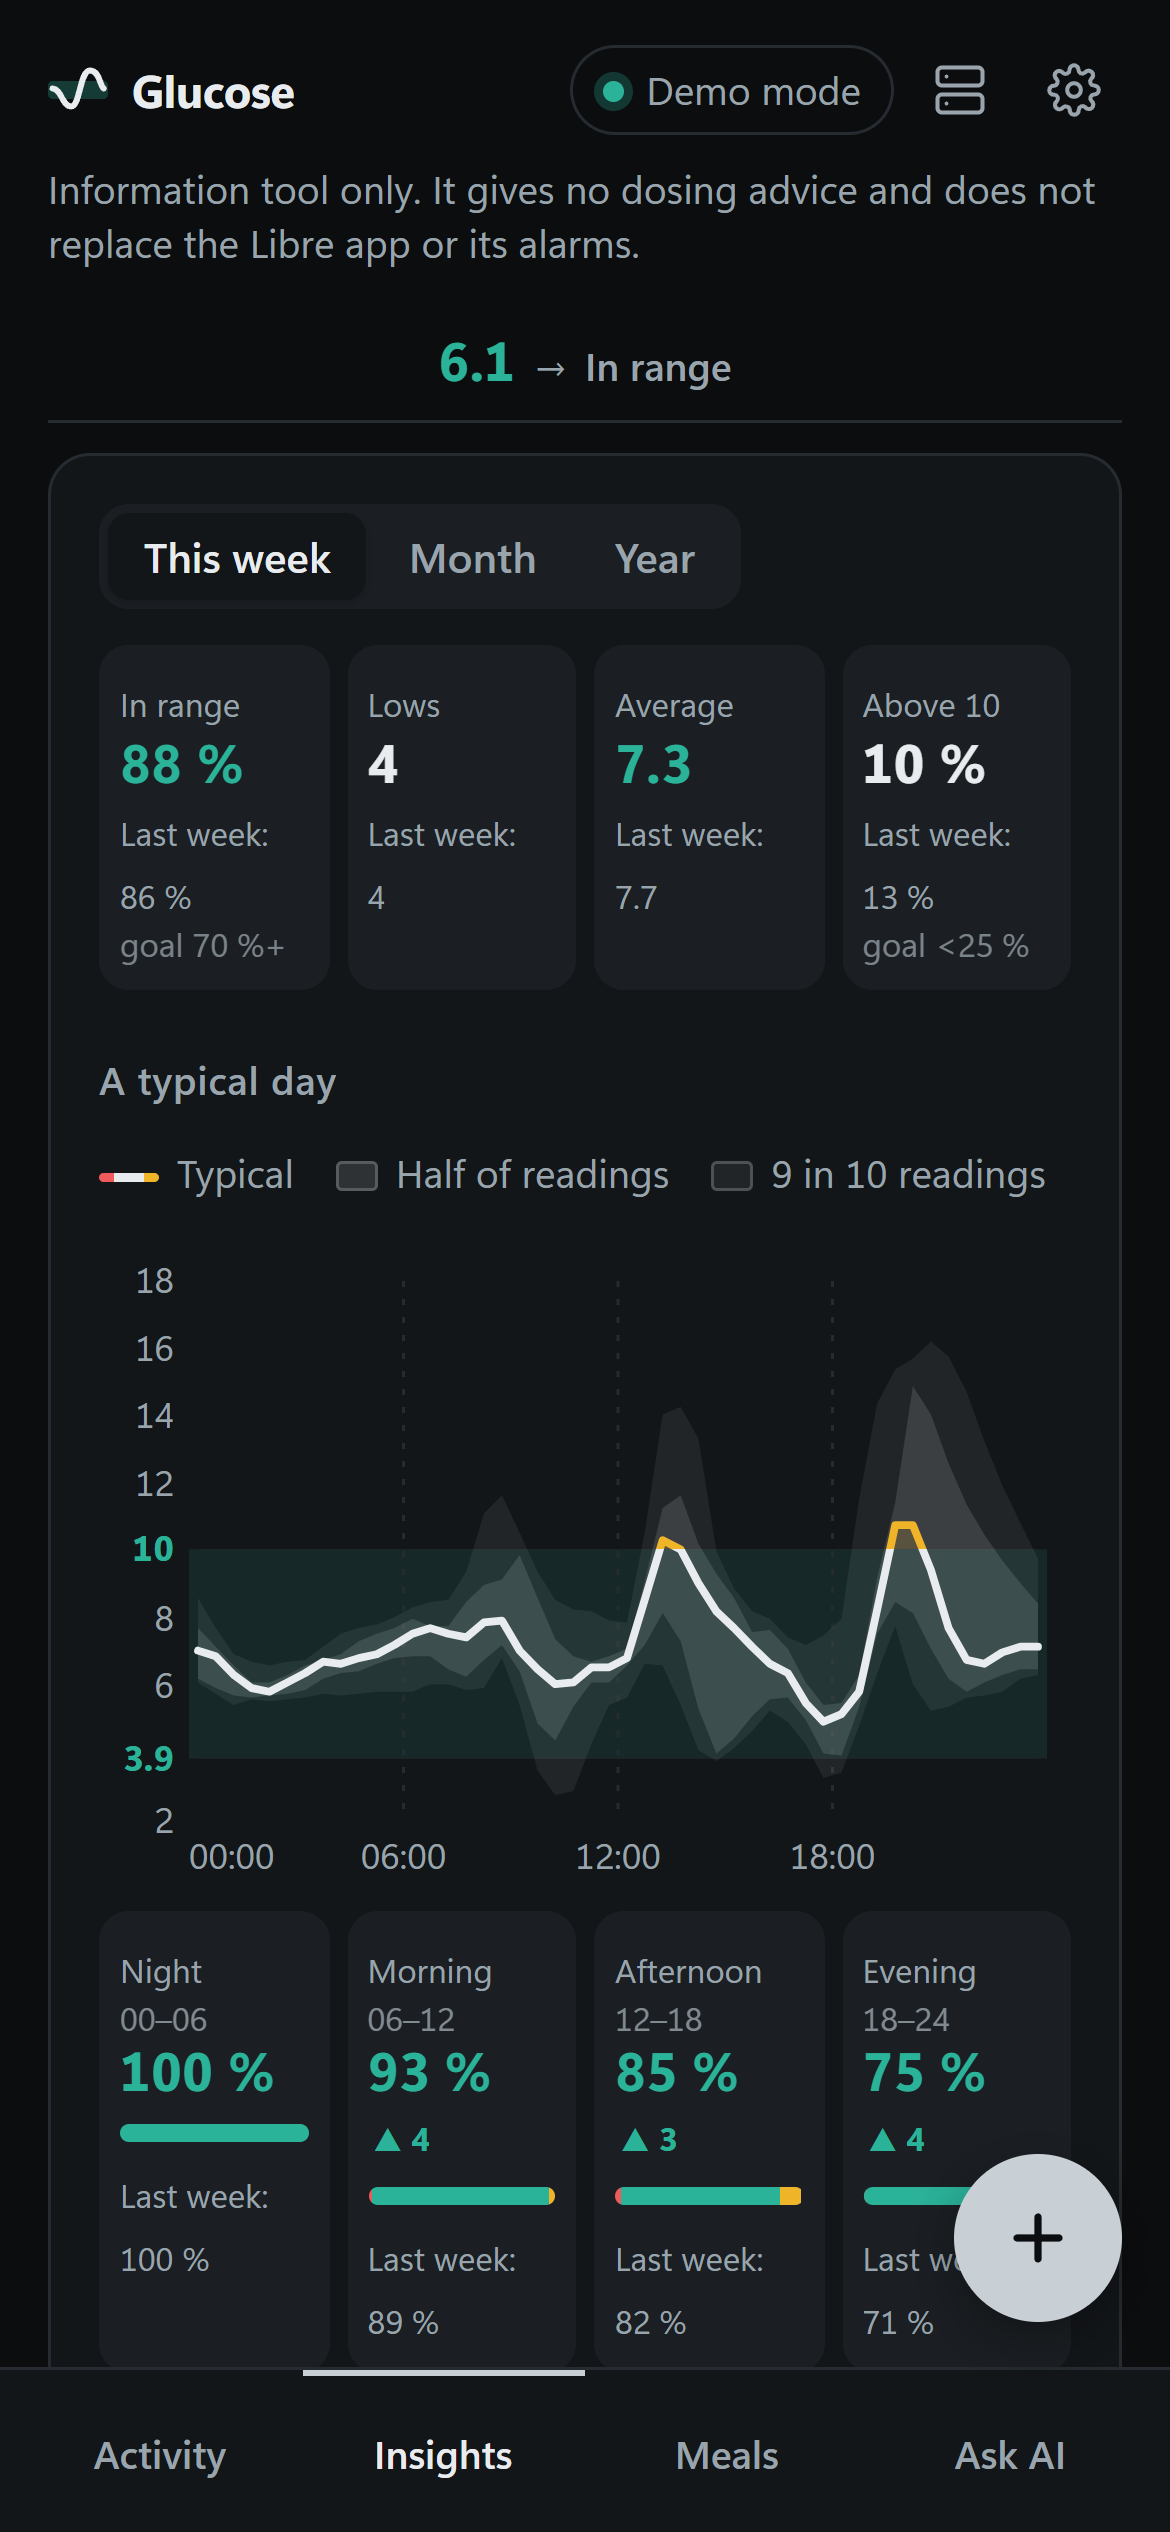 Glucose
Demo mode
Information tool only. It gives no dosing advice and does not
replace the Libre app or its alarms.
6.1 → In range
This week Month Year
In range Lows Average Above 10
88 % 4 7.3 10 %
Last week: Last week: Last week: Last week:
86 % 4 7.7 13 %
goal 70 %+ goal <25 %
A typical day
Typical Half of readings 9 in 10 readings
18
16
14
12
10
8
6
3.9
2
00:00 06:00 12:00 18:00
Night Morning Afternoon Evening
00–06 06–12 12–18 18–24
100 % 93 % 85 % 75 %
▲ 4 ▲ 3 ▲ 4
Last week: Last week: Last week: Last
100 % 89 % 82 % 71 %
Activity Insights Meals Ask AI